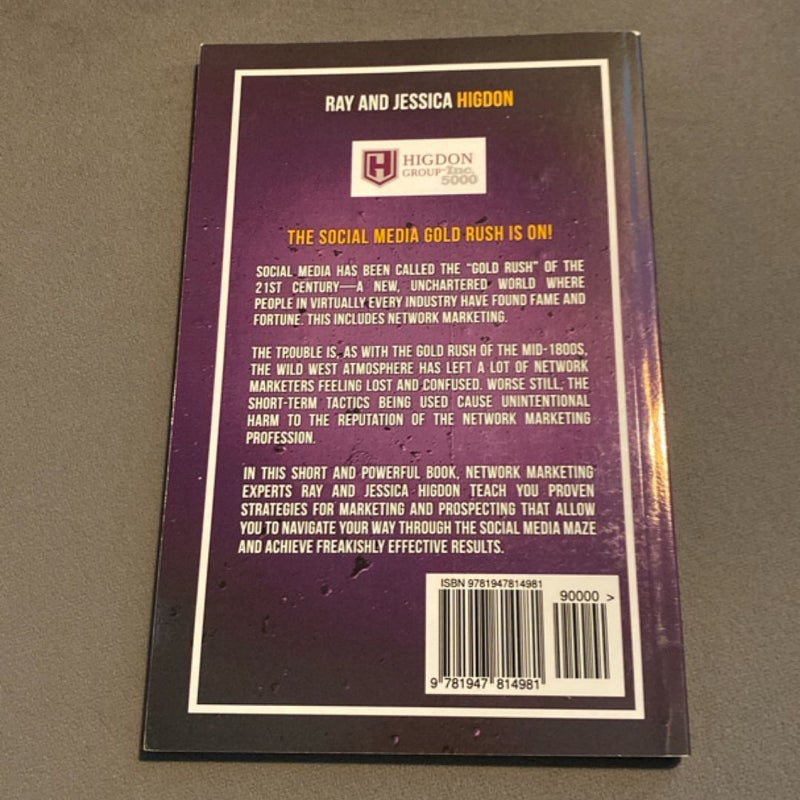 RAY AND JESSICA HIGDON
H HIGDON
GROUP Inc.
5000
THE SOCIAL MEDIA GOLD RUSH IS ON!
SOCIAL MEDIA HAS BEEN CALLED THE "GOLD RUSH" OF THE
21ST CENTURY—A NEW, UNCHARTERED WORLD WHERE
PEOPLE IN VIRTUALLY EVERY INDUSTRY HAVE FOUND FAME AND
FORTUNE. THIS INCLUDES NETWORK MARKETING.
THE TROUBLE IS, AS WITH THE GOLD RUSH OF THE MID-1800S,
THE WILD WEST ATMOSPHERE HAS LEFT A LOT OF NETWORK
MARKETERS FEELING LOST AND CONFUSED. WORSE STILL, THE
SHORT-TERM TACTICS BEING USED CAUSE UNINTENTIONAL
HARM TO THE REPUTATION OF THE NETWORK MARKETING
PROFESSION.
IN THIS SHORT AND POWERFUL BOOK, NETWORK MARKETING
EXPERTS RAY AND JESSICA HIGDON TEACH YOU PROVEN
STRATEGIES FOR MARKETING AND PROSPECTING THAT ALLOW
YOU TO NAVIGATE YOUR WAY THROUGH THE SOCIAL MEDIA MAZE
AND ACHIEVE FREAKISHLY EFFECTIVE RESULTS.
ISBN 9781947814981
90000 >
9 781947 814981